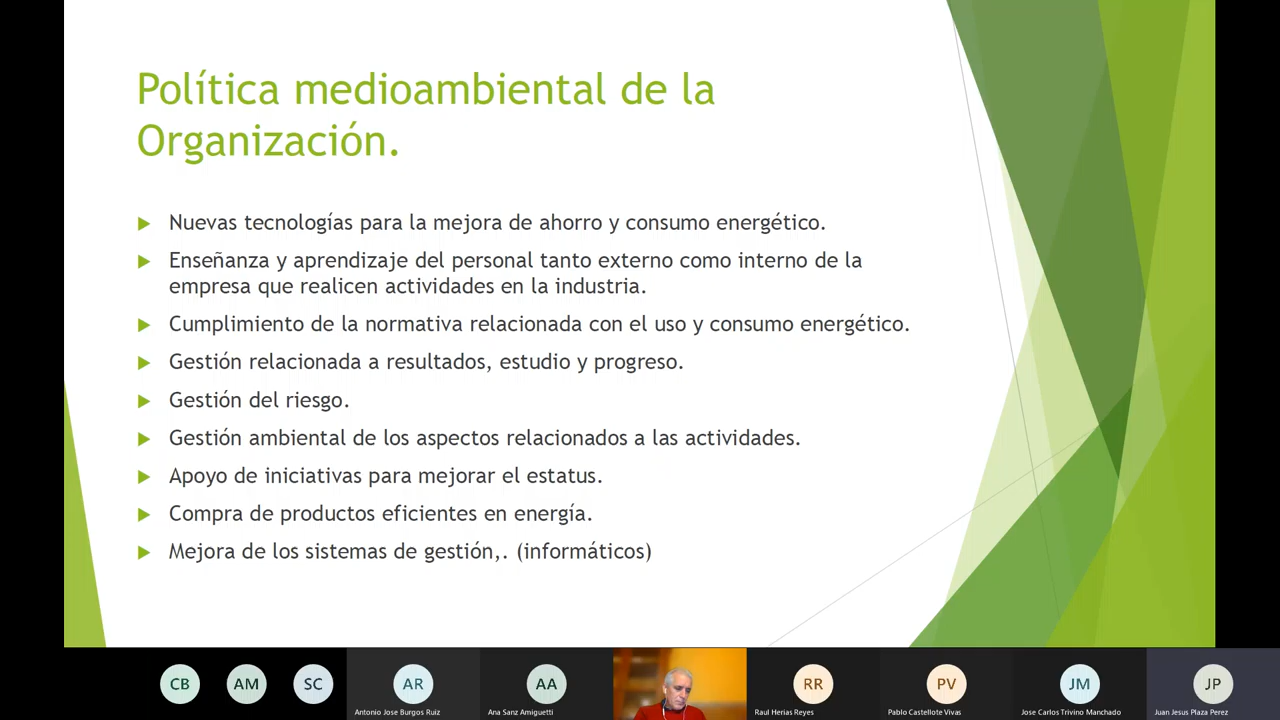 Política medioambiental de la
Organización.
Nuevas tecnologías para la mejora de ahorro y consumo energético.
Enseñanza y aprendizaje del personal tanto externo como interno de la
empresa que realicen actividades en la industria.
Cumplimiento de la normativa relacionada con el uso y consumo energético.
Gestión relacionada a resultados, estudio y progreso.
Gestión del riesgo.
Gestión ambiental de los aspectos relacionados a las actividades.
Apoyo de iniciativas para mejorar el estatus.
Compra de productos eficientes en energía.
Mejora de los sistemas de gestión,. (informáticos)
CB
AM
SC
AR
AA
RR
PV
JM
JP
Antonio Jose Burgos Ruiz
Ana Sanz Amiguetti
Raul Herias Reyes
Pablo Castellote Vivas
Jose Carlos Trivino Manchado
Juan Jesus Plaza Perez